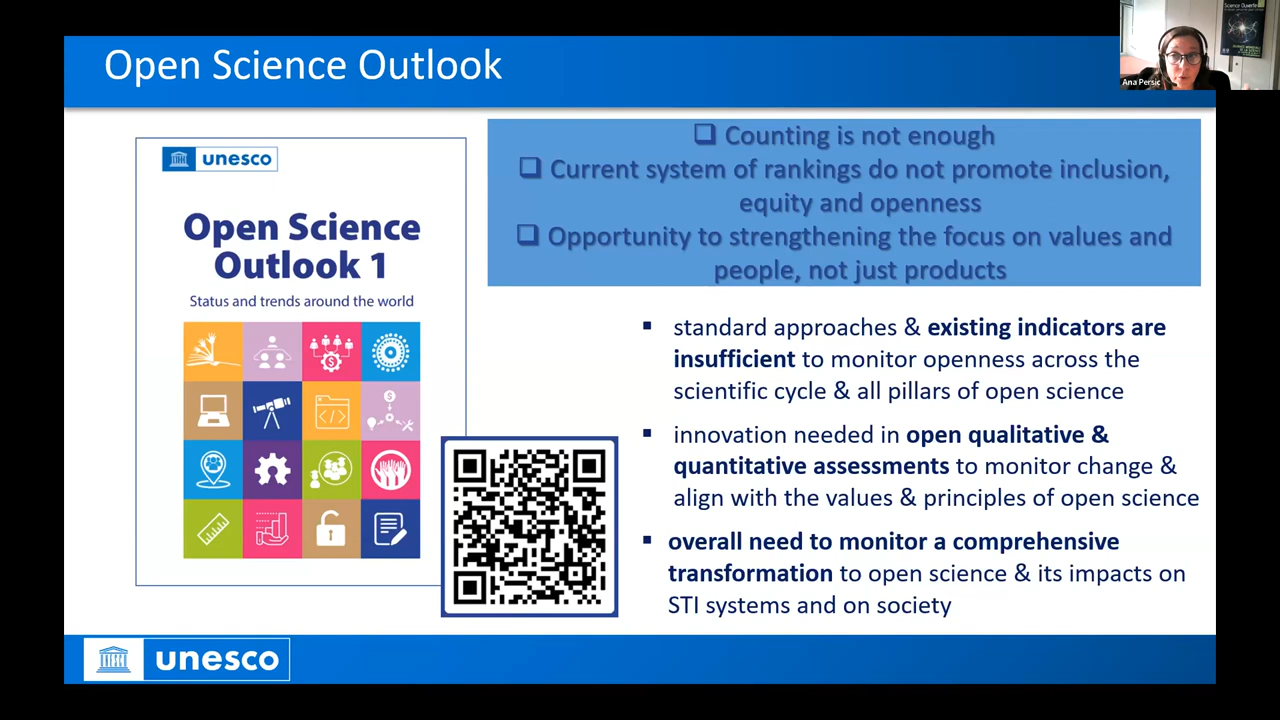 Open Science Outlook
Ana Persic
Science Ouverte
unesco
Open Science
Outlook 1
Status and trends around the world
❑ Counting is not enough
❑ Current system of rankings do not promote inclusion,
equity and openness
❑ Opportunity to strengthening the focus on values and
people, not just products
▪ standard approaches & existing indicators are
insufficient to monitor openness across the
scientific cycle & all pillars of open science
▪ innovation needed in open qualitative &
quantitative assessments to monitor change &
align with the values & principles of open science
▪ overall need to monitor a comprehensive
transformation to open science & its impacts on
STI systems and on society
unesco